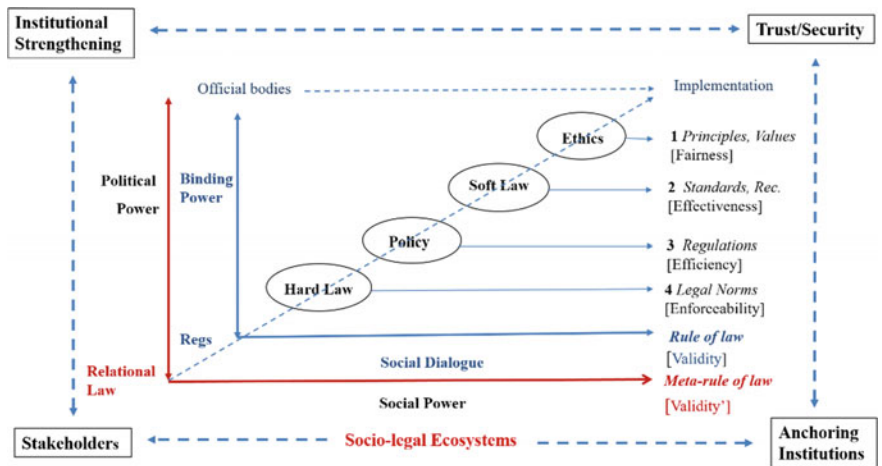 Institutional
Strengthening
Trust/Security
Official bodies
Implementation
Ethics
1 Principles, Values
[Fairness]
Political
Power
Binding
Power
Soft Law
2 Standards, Rec.
[Effectiveness]
Policy
3 Regulations
[Efficiency]
Hard Law
4 Legal Norms
[Enforceability]
Regs
Rule of law
[Validity]
Relational
Law
Social Dialogue
Meta-rule of law
[Validity’]
Social Power
Stakeholders
Socio-legal Ecosystems
Anchoring
Institutions